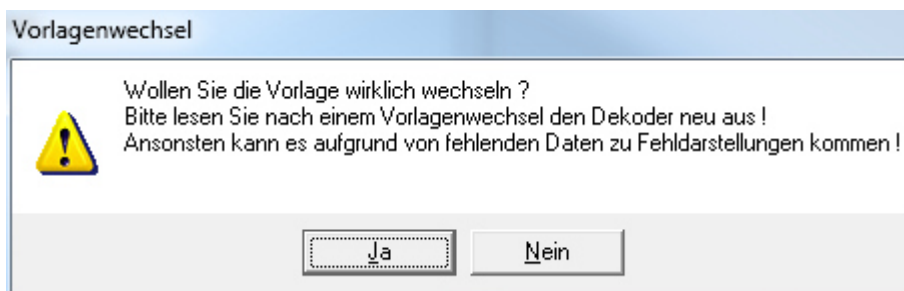 Vorlagenwechsel
Wollen Sie die Vorlage wirklich wechseln ?
Bitte lesen Sie nach einem Vorlagenwechsel den Dekoder neu aus !
Ansonsten kann es aufgrund von fehlenden Daten zu Fehldarstellungen kommen !
Ja Nein